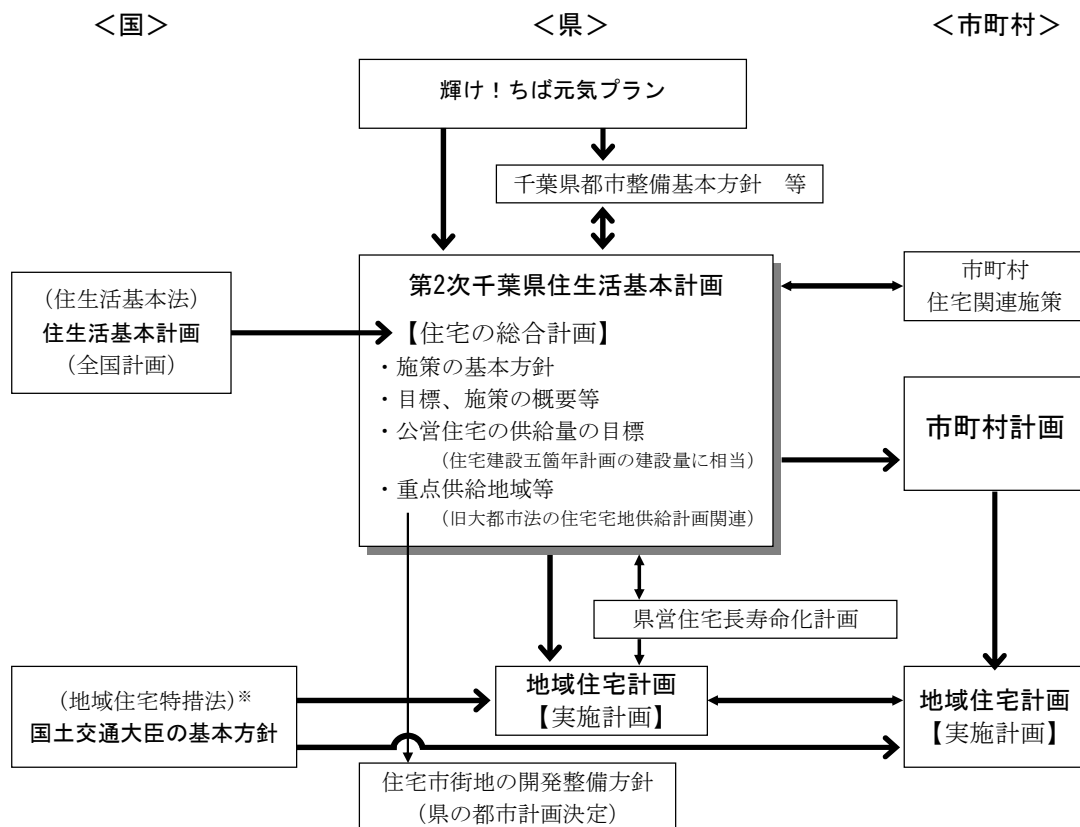 ＜国＞
＜県＞
＜市町村＞
輝け！ちば元気プラン
千葉県都市整備基本方針　等
第2次千葉県住生活基本計画
【住宅の総合計画】
・施策の基本方針
・目標、施策の概要等
・公営住宅の供給量の目標
（住宅建設五箇年計画の建設量に相当）
・重点供給地域等
（旧大都市法の住宅宅地供給計画関連）
（住生活基本法）
住生活基本計画
（全国計画）
市町村
住宅関連施策
市町村計画
県営住宅長寿命化計画
（地域住宅特措法）※
国土交通大臣の基本方針
地域住宅計画
【実施計画】
地域住宅計画
【実施計画】
住宅市街地の開発整備方針
（県の都市計画決定）